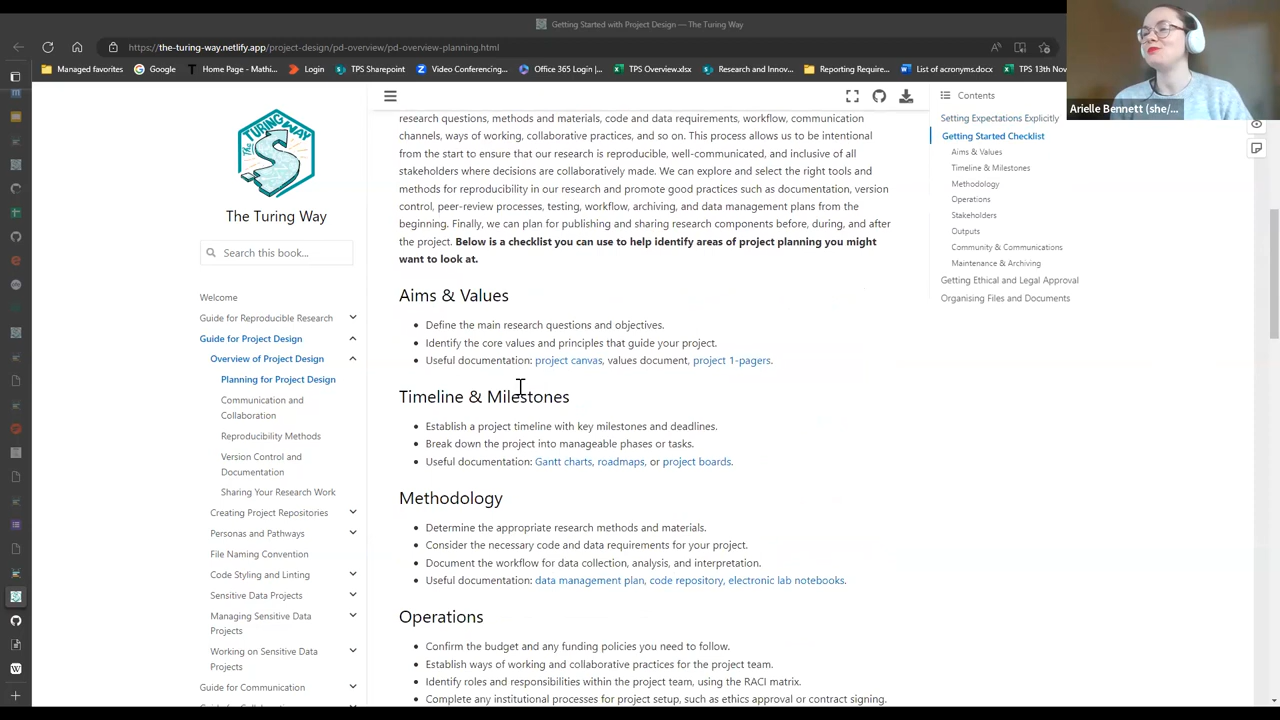 Getting Started with Project Design — The Turing Way
https://the-turing-way.netlify.app/project-design/pd-overview/pd-overview-planning.html
Managed favorites
Google
Home Page - Mathi...
Login
TPS Sharepoint
Video Conferencing...
Office 365 Login |...
TPS Overview.xlsx
Research and Innov...
Reporting Require...
List of acronyms.docx
TPS 13th Nov
Arielle Bennett (she/...
THE TURING WAY
The Turing Way
Search this book...
Welcome
Guide for Reproducible Research
Guide for Project Design
Overview of Project Design
Planning for Project Design
Communication and
Collaboration
Reproducibility Methods
Version Control and
Documentation
Sharing Your Research Work
Creating Project Repositories
Personas and Pathways
File Naming Convention
Code Styling and Linting
Sensitive Data Projects
Managing Sensitive Data
Projects
Working on Sensitive Data
Projects
Guide for Communication
research questions, methods and materials, code and data requirements, workflow, communication
channels, ways of working, collaborative practices, and so on. This process allows us to be intentional
from the start to ensure that our research is reproducible, well-communicated, and inclusive of all
stakeholders where decisions are collaboratively made. We can explore and select the right tools and
methods for reproducibility in our research and promote good practices such as documentation, version
control, peer-review processes, testing, workflow, archiving, and data management plans from the
beginning. Finally, we can plan for publishing and sharing research components before, during, and after
the project. Below is a checklist you can use to help identify areas of project planning you might
want to look at.
Aims & Values
Define the main research questions and objectives.
Identify the core values and principles that guide your project.
Useful documentation: project canvas, values document, project 1-pagers.
Timeline & Milestones
Establish a project timeline with key milestones and deadlines.
Break down the project into manageable phases or tasks.
Useful documentation: Gantt charts, roadmaps, or project boards.
Methodology
Determine the appropriate research methods and materials.
Consider the necessary code and data requirements for your project.
Document the workflow for data collection, analysis, and interpretation.
Useful documentation: data management plan, code repository, electronic lab notebooks.
Operations
Confirm the budget and any funding policies you need to follow.
Establish ways of working and collaborative practices for the project team.
Identify roles and responsibilities within the project team, using the RACI matrix.
Complete any institutional processes for project setup, such as ethics approval or contract signing.
Contents
Setting Expectations Explicitly
Getting Started Checklist
Aims & Values
Timeline & Milestones
Methodology
Operations
Stakeholders
Outputs
Community & Communications
Maintenance & Archiving
Getting Ethical and Legal Approval
Organising Files and Documents